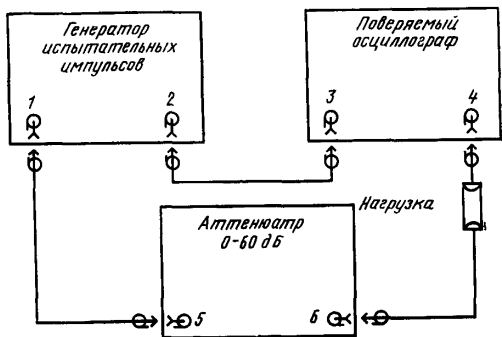 Генератор
испытательных
импульсов
1
2
Поверяемый
осциллограф
3
4
Нагрузка
Аттенюатр
0-60 дБ
5
6